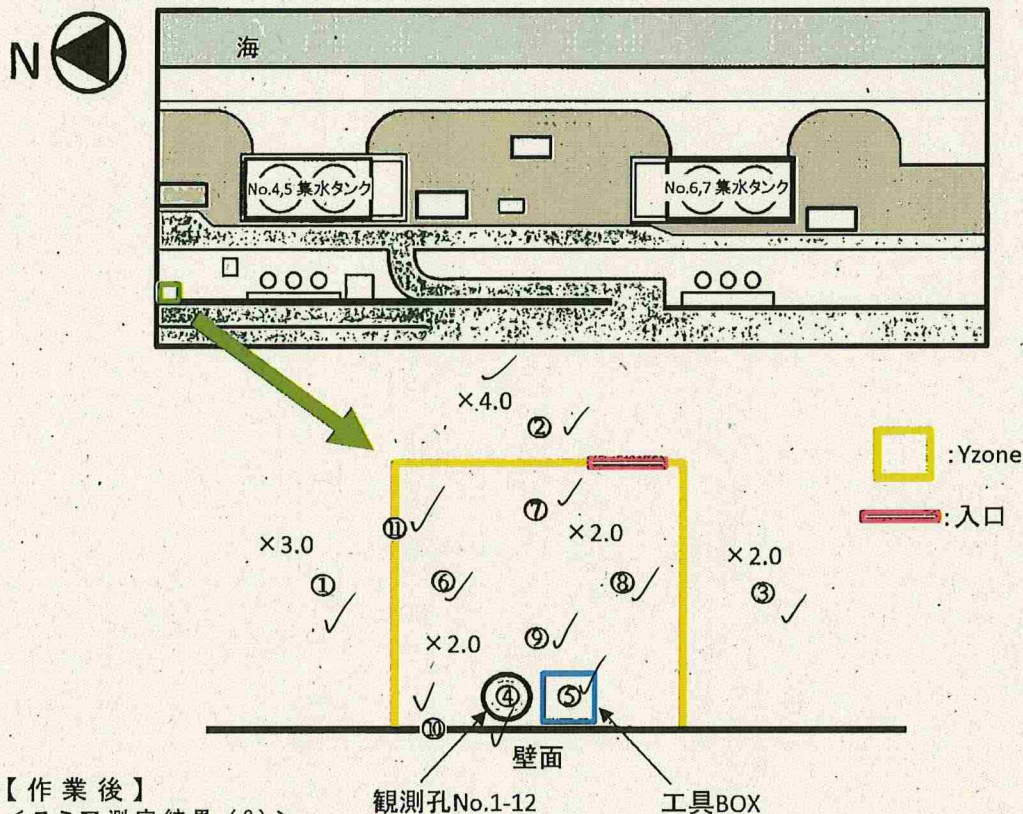 N
海
No.4,5 集水タンク
No.6,7 集水タンク
×.4.0
②
: Yzone
⑪
⑦
: 入口
×3.0
×2.0
×2.0
①
⑥
⑧
③
×2.0
⑨
④
⑤
⑩
壁面
【作業後】
観測孔No.1-12
工具BOX